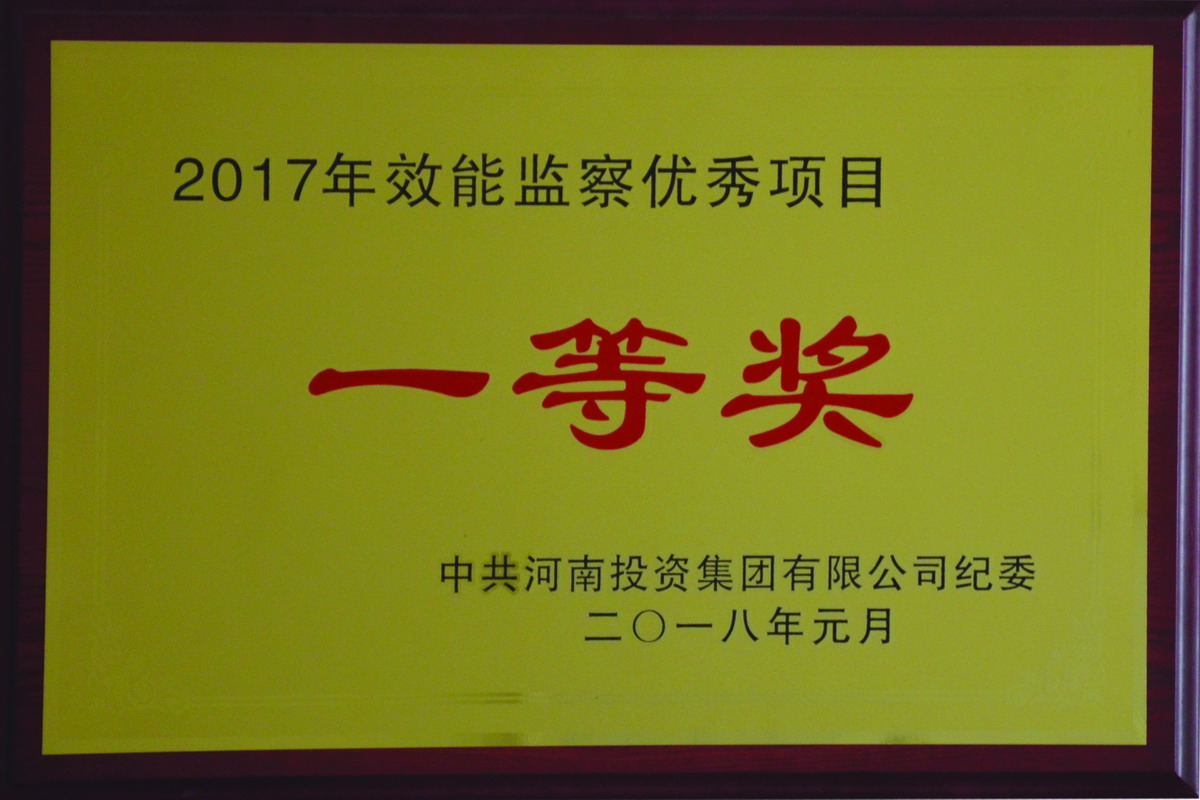 2017年效能监察优秀项目
一等奖
中共河南投资集团有限公司纪委
二〇一八年元月